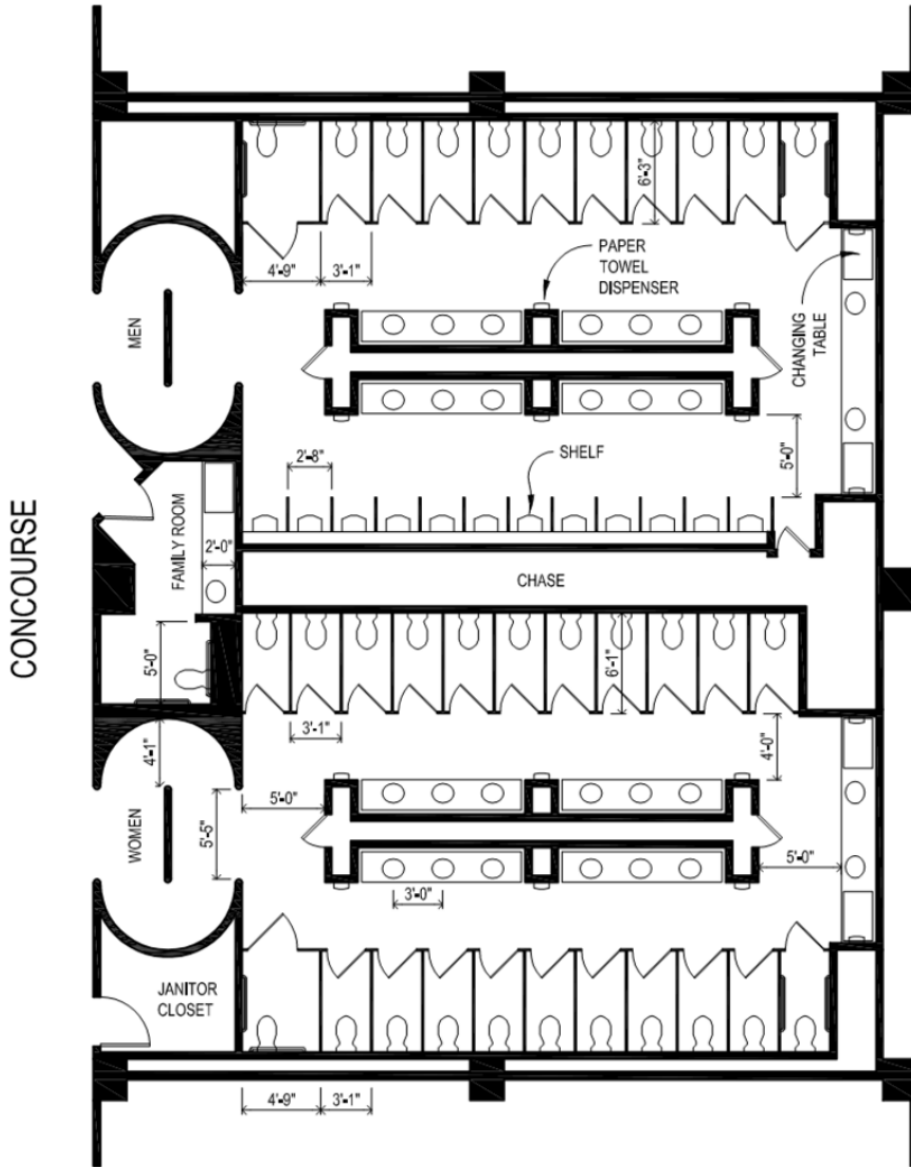 6'-3"
PAPER
TOWEL
DISPENSER
4'-9"
3'-1"
MEN
CHANGING
TABLE
2'-8"
SHELF
5'-0"
CONCOURSE
FAMILY ROOM
2'-0"
CHASE
5'-0"
6'-1"
3'-1"
4'-1"
4'-0"
5'-0"
WOMEN
5'-5"
5'-0"
3'-0"
JANITOR
CLOSET
4'-9"
3'-1"